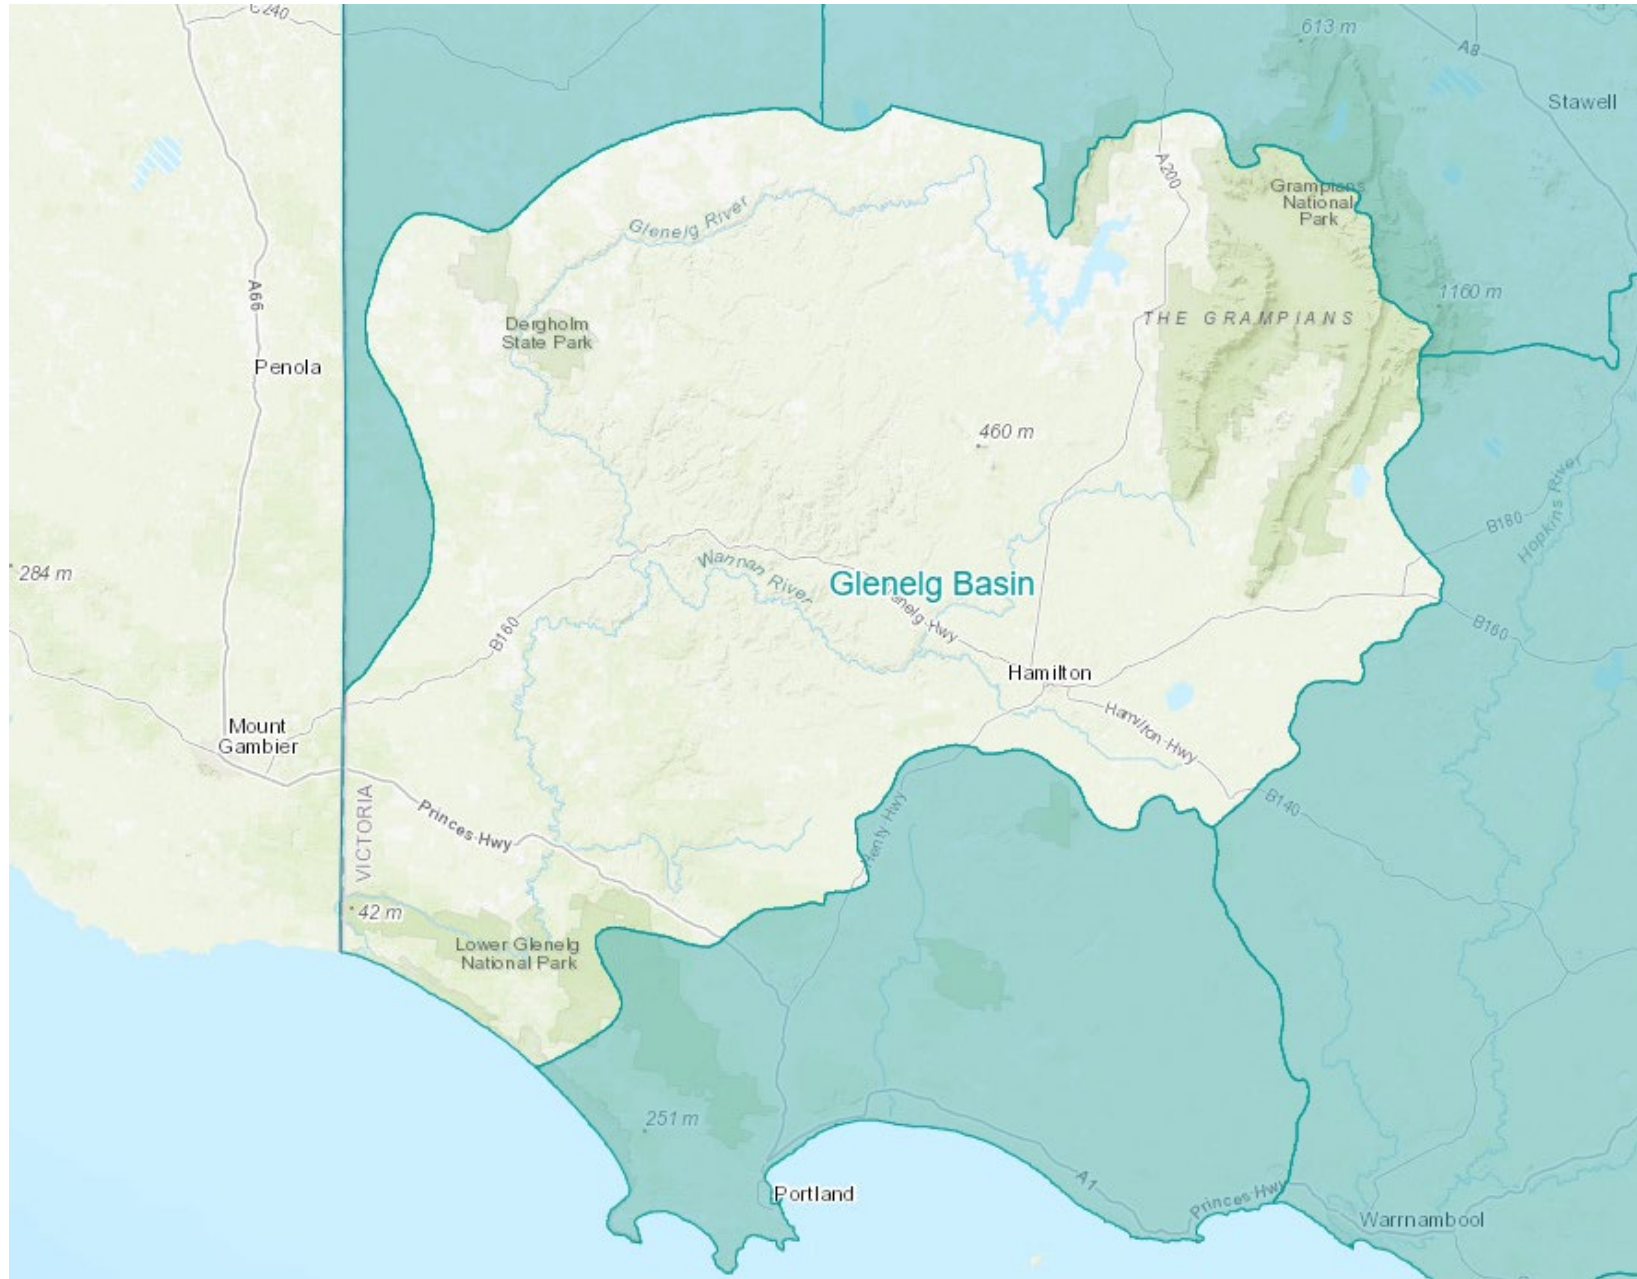 C240
613 m
A8
Stawell
A200
Grampians
National
Park
Glenelg River
A66
1160 m
THE GRAMPIANS
Dergholm
State Park
Penola
460 m
Hopkins River
B180
284 m
Wannan River
Glenelg Basin
nelg Hwy
B160
B160
Hamilton
Hamilton Hwy
Mount
Gambier
VICTORIA
Princes Hwy
Henty Hwy
B140
42 m
Lower Glenelg
National Park
251 m
A1
Portland
Princes Hwy
Warrnambool